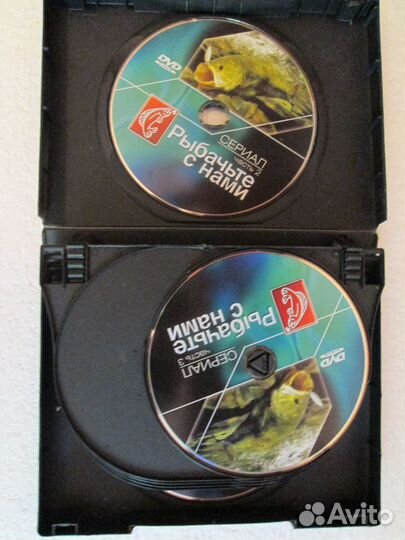 DVD
СЕРИАЛ
часть 2
Рыбачьте
с нами
Рыбачьте
с нами
СЕРИАЛ
часть 3
DVD
Avito